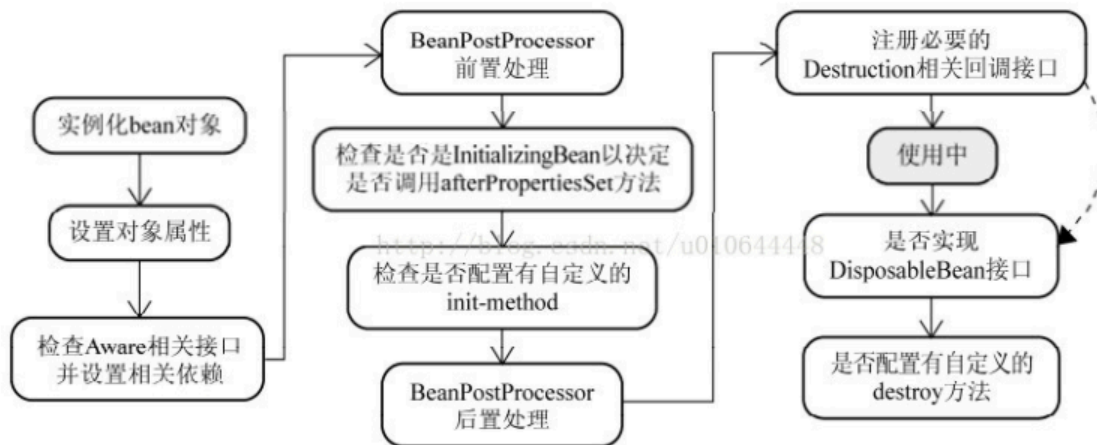 实例化bean对象
设置对象属性
检查Aware相关接口
并设置相关依赖
BeanPostProcessor
前置处理
检查是否是InitializingBean以决定
是否调用afterPropertiesSet方法
检查是否配置有自定义的
init-method
BeanPostProcessor
后置处理
注册必要的
Destruction相关回调接口
使用中
是否实现
DisposableBean接口
是否配置有自定义的
destroy方法
http://blog.csdn.net/u010644448